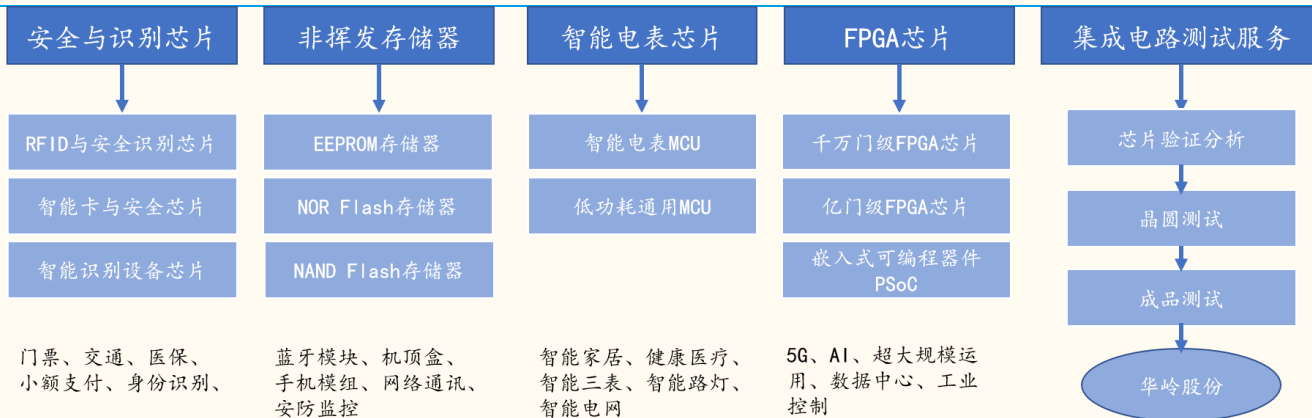 安全与识别芯片
非挥发存储器
智能电表芯片
FPGA芯片
集成电路测试服务
RFID与安全识别芯片
EEPROM存储器
智能电表MCU
千万门级FPGA芯片
芯片验证分析
智能卡与安全芯片
NOR Flash存储器
低功耗通用MCU
亿门级FPGA芯片
晶圆测试
智能识别设备芯片
NAND Flash存储器
嵌入式可编程器件
PSoC
成品测试
门票、交通、医保、
小额支付、身份识别、
蓝牙模块、机顶盒、
手机模组、网络通讯、
安防监控
智能家居、健康医疗、
智能三表、智能路灯、
智能电网
5G、AI、超大规模运
用、数据中心、工业
控制
华岭股份